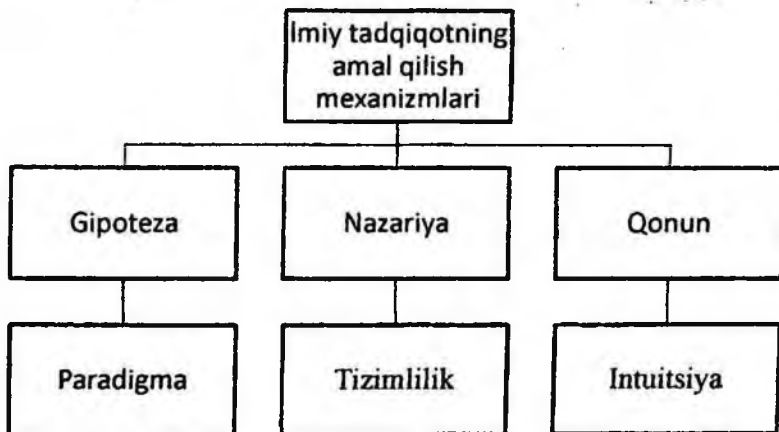 Imiy tadqiqotning
amal qilish
mexanizmlari
Gipoteza
Nazariya
Qonun
Paradigma
Tizimlilik
Intuitsiya